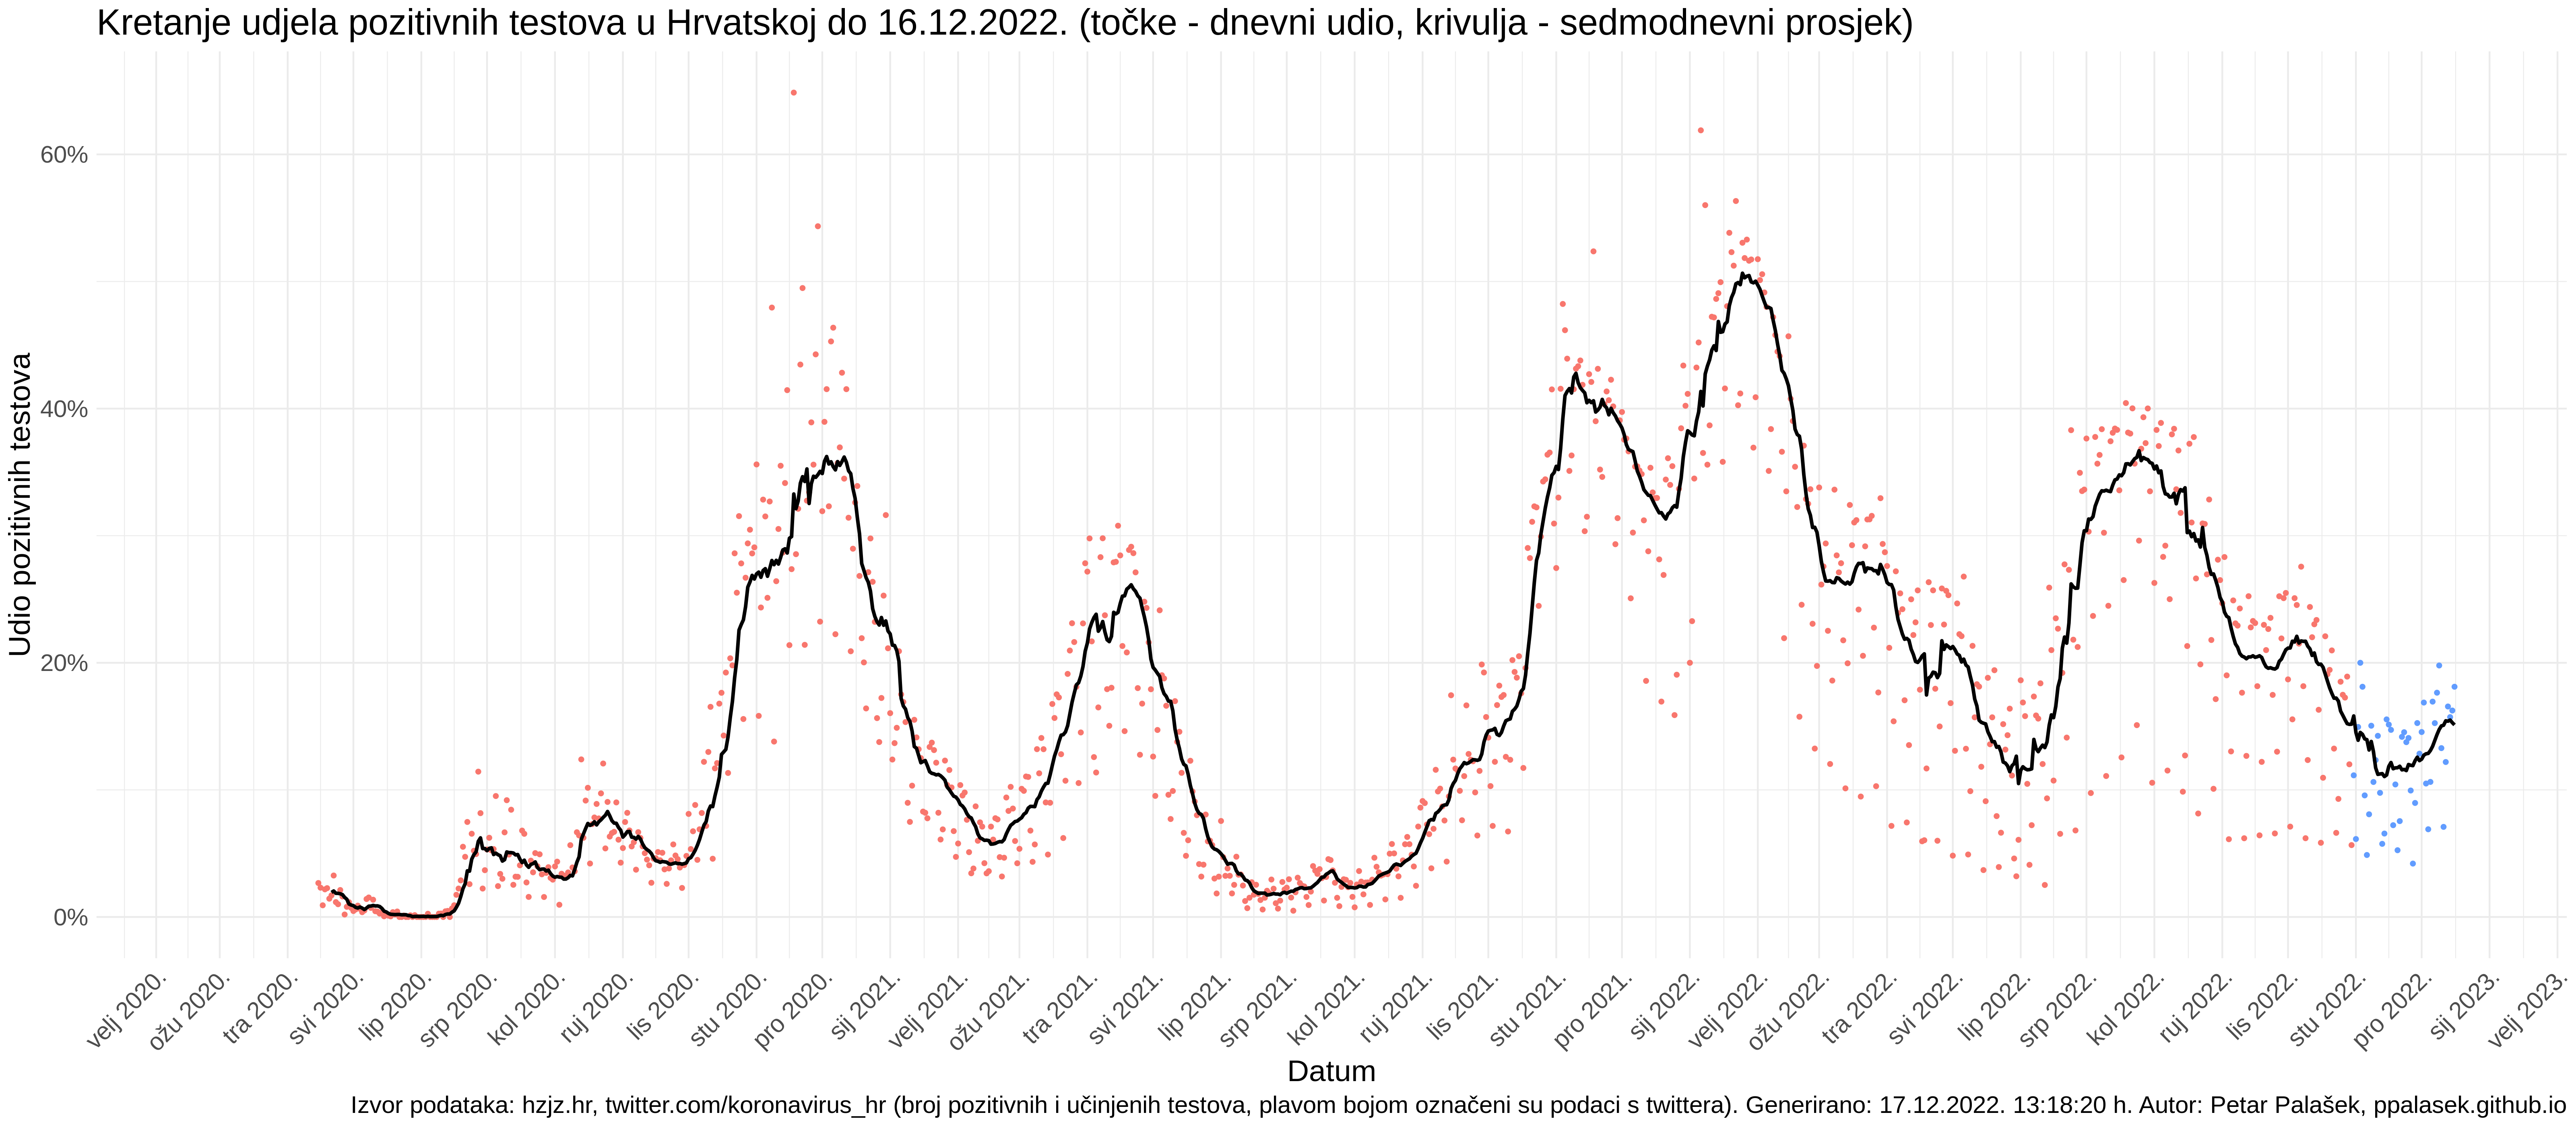 Kretanje udjela pozitivnih testova u Hrvatskoj do 16.12.2022. (točke - dnevni udio, krivulja - sedmodnevni prosjek)
Udio pozitivnih testova
60%
40%
20%
0%
velj 2020.
ožu 2020.
tra 2020.
svi 2020.
lip 2020.
srp 2020.
kol 2020.
ruj 2020.
lis 2020.
stu 2020.
pro 2020.
sij 2021.
velj 2021.
ožu 2021.
tra 2021.
svi 2021.
lip 2021.
srp 2021.
kol 2021.
ruj 2021.
lis 2021.
stu 2021.
pro 2021.
sij 2022.
velj 2022.
ožu 2022.
tra 2022.
svi 2022.
lip 2022.
srp 2022.
kol 2022.
ruj 2022.
lis 2022.
stu 2022.
pro 2022.
sij 2023.
velj 2023.
Datum
Izvor podataka: hzjz.hr, twitter.com/koronavirus_hr (broj pozitivnih i učinjenih testova, plavom bojom označeni su podaci s twittera). Generirano: 17.12.2022. 13:18:20 h. Autor: Petar Palašek, ppalasek.github.io